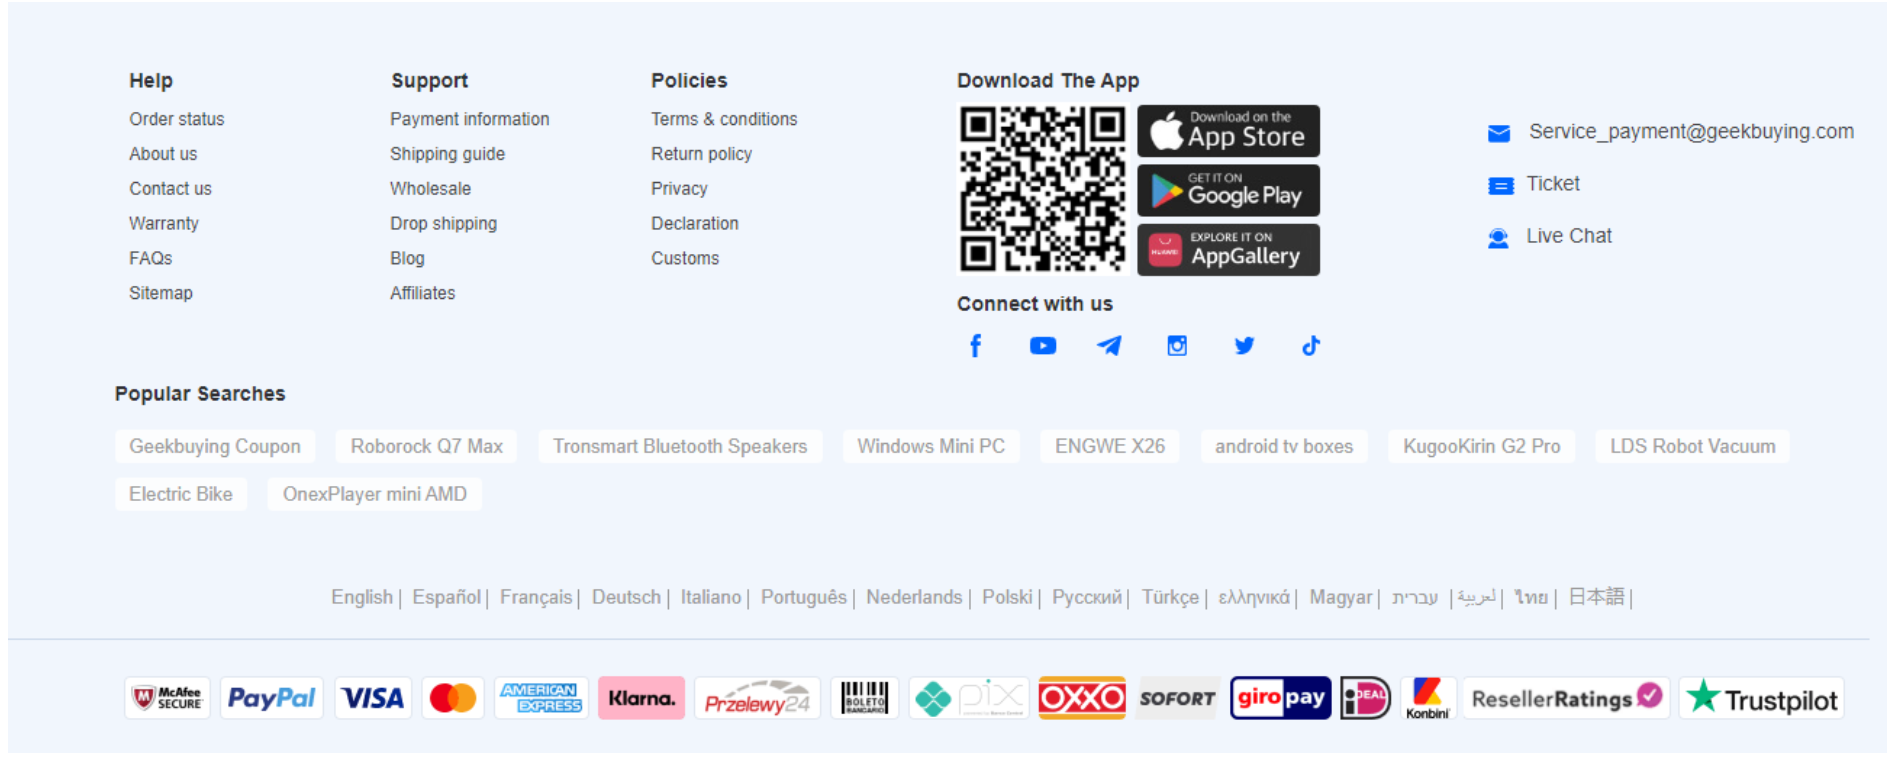 Help
Order status
About us
Contact us
Warranty
FAQs
Sitemap
Support
Payment information
Shipping guide
Wholesale
Drop shipping
Blog
Affiliates
Policies
Terms & conditions
Return policy
Privacy
Declaration
Customs
Download The App
Download on the
App Store
GET IT ON
Google Play
HUAWEI
EXPLORE IT ON
AppGallery
Connect with us
Service_payment@geekbuying.com
Ticket
Live Chat
Popular Searches
Geekbuying Coupon Roborock Q7 Max Tronsmart Bluetooth Speakers Windows Mini PC ENGWE X26 android tv boxes KugooKirin G2 Pro LDS Robot Vacuum
Electric Bike OnexPlayer mini AMD
English| Español| Français| Deutsch| Italiano| Português| Nederlands| Polski| Русский| Türkçe| ελληνικά| Magyar| עברית |لعربية| ไทย| 日本語|
McAfee
SECURE
PayPal
VISA
AMERICAN
EXPRESS
Klarna.
Przelewy24
BOLETO
BANCÁRIO
pix
OXXO
SOFORT
giropay
iDEAL
Konbini
ResellerRatings
Trustpilot